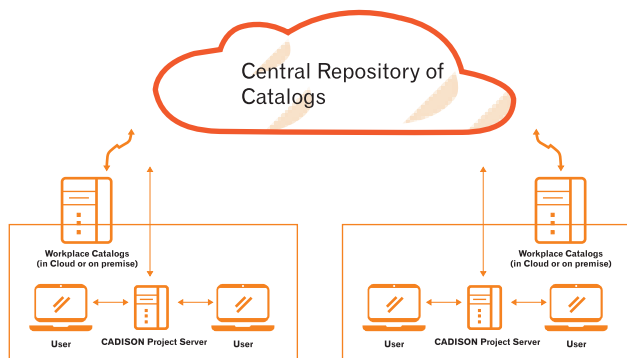 Central Repository of
Catalogs
Workplace Catalogs
(in Cloud or on premise)
Workplace Catalogs
(in Cloud or on premise)
User
CADISON Project Server
User
User
CADISON Project Server
User